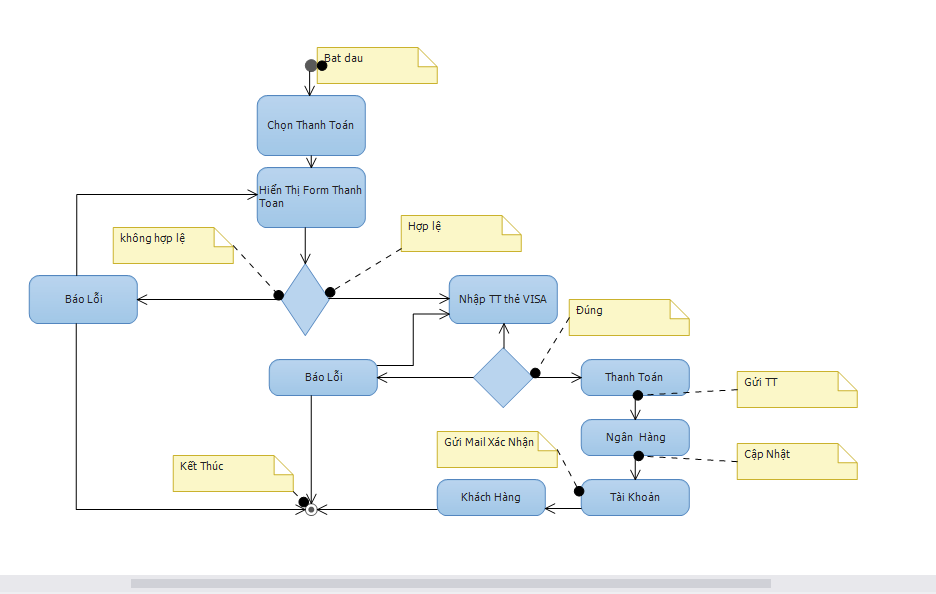 Bat dau
Chọn Thanh Toán
Hiển Thị Form Thanh
Toan
Hợp lệ
không hợp lệ
Báo Lỗi
Nhập TT thẻ VISA
Đúng
Báo Lỗi
Thanh Toán
Gửi TT
Ngân Hàng
Gửi Mail Xác Nhận
Cập Nhật
Kết Thúc
Khách Hàng
Tài Khoản